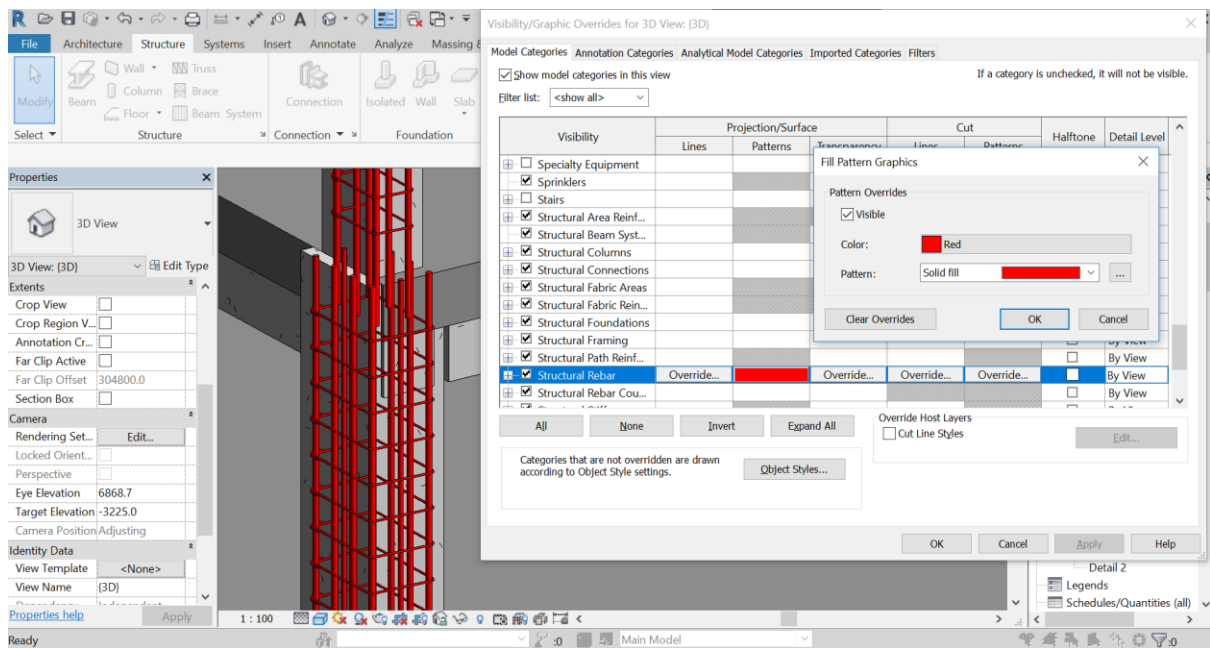 File Architecture Structure Systems Insert Annotate Analyze Massing &
Modify
Select
Beam
Wall
Truss
Column
Brace
Floor
Beam System
Structure
Connection
Connection
Isolated
Wall
Slab
Foundation
Properties
3D View
3D View: {3D}
Edit Type
Extents
Crop View
Crop Region V...
Annotation Cr...
Far Clip Active
Far Clip Offset 304800.0
Section Box
Camera
Rendering Set... Edit...
Locked Orient...
Perspective
Eye Elevation 6868.7
Target Elevation -3225.0
Camera Position Adjusting
Identity Data
View Template <None>
View Name {3D}
Properties help
Apply
Ready
1 : 100
:0
Main Model
Visibility/Graphic Overrides for 3D View: {3D}
Model Categories Annotation Categories Analytical Model Categories Imported Categories Filters
Show model categories in this view
If a category is unchecked, it will not be visible.
Filter list: <show all>
Visibility
Projection/Surface
Cut
Halftone
Detail Level
Lines
Patterns
Transparency
Lines
Patterns
Specialty Equipment
Sprinklers
Stairs
Structural Area Reinf...
Structural Beam Syst...
Structural Columns
Structural Connections
Structural Fabric Areas
Structural Fabric Rein...
Structural Foundations
Structural Framing
By View
Structural Path Reinf...
By View
Structural Rebar Override... Override... Override... Override... By View
Structural Rebar Cou...
By View
Fill Pattern Graphics
Pattern Overrides
Visible
Color: Red
Pattern: Solid fill
...
Clear Overrides
OK
Cancel
All
None
Invert
Expand All
Override Host Layers
Cut Line Styles
Edit...
Categories that are not overridden are drawn
according to Object Style settings.
Object Styles...
OK
Cancel
Apply
Help
Detail 2
Legends
Schedules/Quantities (all)
:0